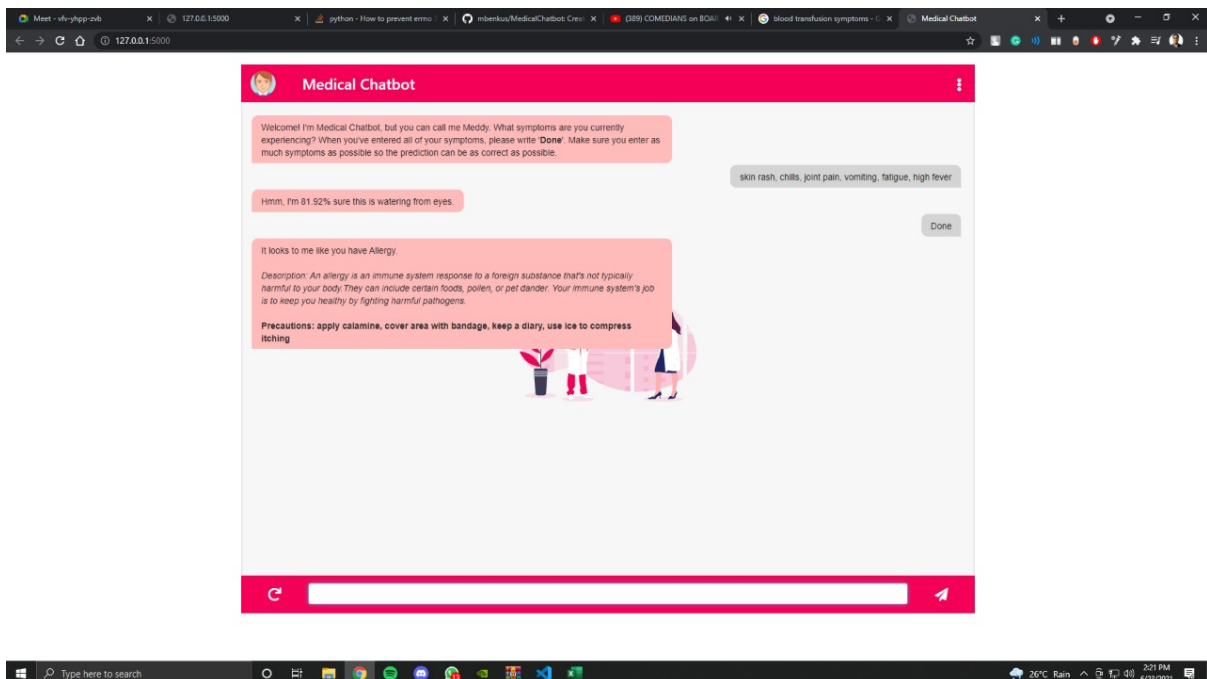 Meet - vfv-yhpp-zvb
127.0.0.1:5000
python - How to prevent errno
mbenkus/MedicalChatbot: Creat
(389) COMEDIANS on BOAR
blood transfusion symptoms - G
Medical Chatbot
127.0.0.1:5000
Medical Chatbot
Welcome! I'm Medical Chatbot, but you can call me Meddy. What symptoms are you currently
experiencing? When you've entered all of your symptoms, please write 'Done'. Make sure you enter as
much symptoms as possible so the prediction can be as correct as possible.
skin rash, chills, joint pain, vomiting, fatigue, high fever
Hmm, I'm 81.92% sure this is watering from eyes.
Done
It looks to me like you have Allergy.
Description: An allergy is an immune system response to a foreign substance that's not typically
harmful to your body.They can include certain foods, pollen, or pet dander. Your immune system's job
is to keep you healthy by fighting harmful pathogens.
Precautions: apply calamine, cover area with bandage, keep a diary, use ice to compress
itching
Type here to search
26°C Rain
2:21 PM